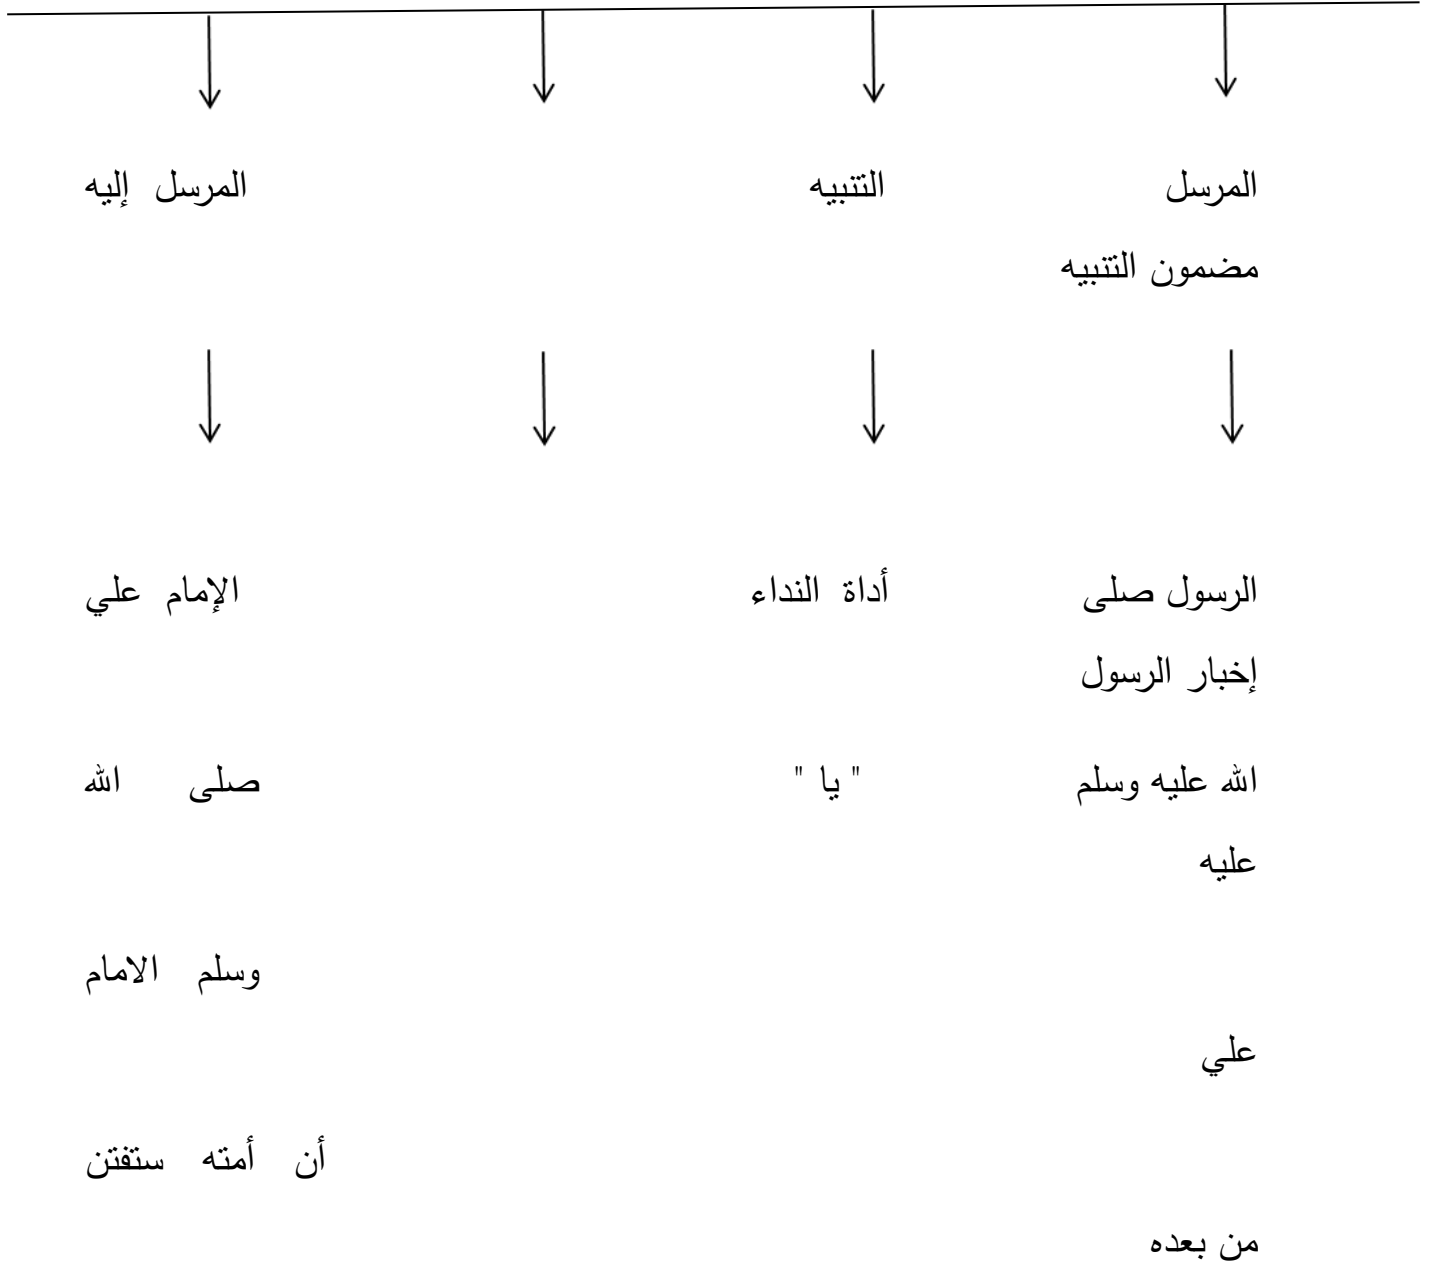 المرسل التنبيه المرسل إليه
مضمون التنبيه
الرسول صلى أداة النداء الإمام علي
إخبار الرسول
الله عليه وسلم " يا " صلى الله
عليه
وسلم الامام
علي
أن أمته ستفتن
من بعده